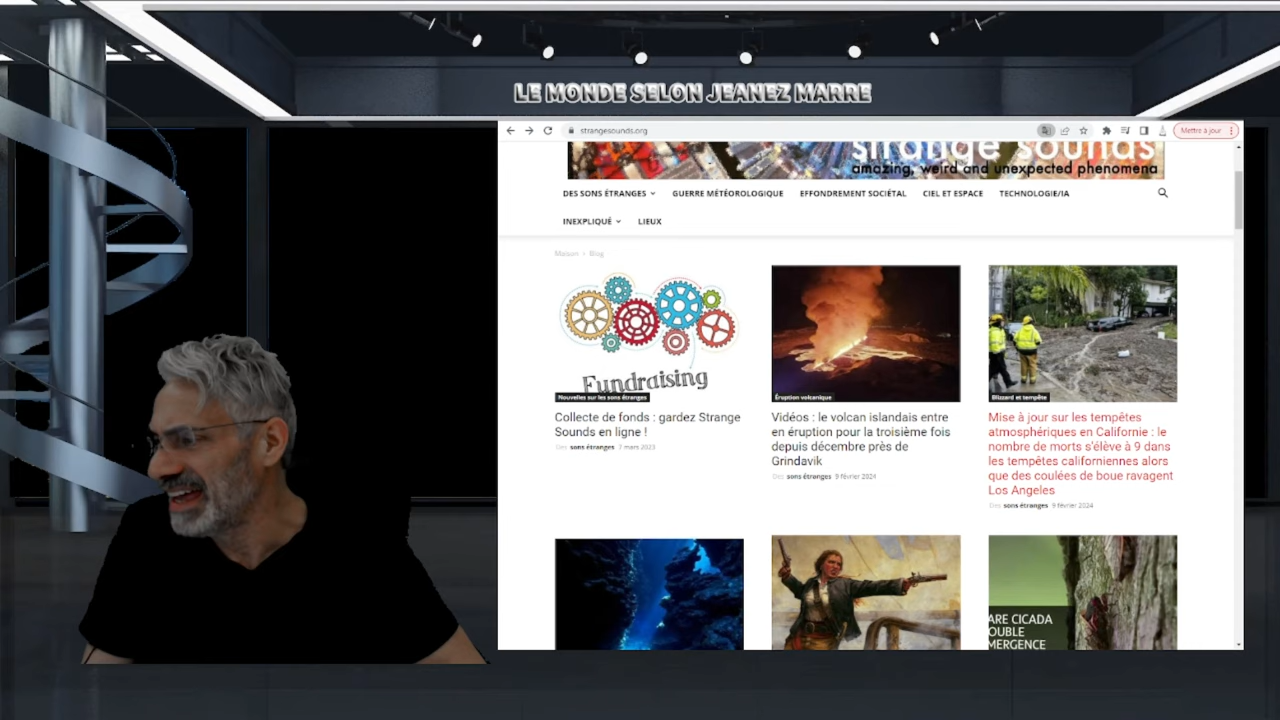 LE MONDE SELON JEANEZ MARRE
strangesounds.org
Mettre à jour
strange sounds
amazing, weird and unexpected phenomena
DES SONS ÉTRANGES
GUERRE MÉTÉOROLOGIQUE
EFFONDREMENT SOCIÉTAL
CIEL ET ESPACE
TECHNOLOGIE/IA
INEXPLIQUÉ
LIEUX
Maison > Blog
Fundraising
Nouvelles sur les sons étranges
Collecte de fonds : gardez Strange
Sounds en ligne !
Des sons étranges 7 mars 2023
Éruption volcanique
Vidéos : le volcan islandais entre
en éruption pour la troisième fois
depuis décembre près de
Grindavik
Des sons étranges 9 février 2024
Blizzard et tempête
Mise à jour sur les tempêtes
atmosphériques en Californie : le
nombre de morts s'élève à 9 dans
les tempêtes californiennes alors
que des coulées de boue ravagent
Los Angeles
Des sons étranges 9 février 2024
ARE CICADA
OUBLE
MERGENCE